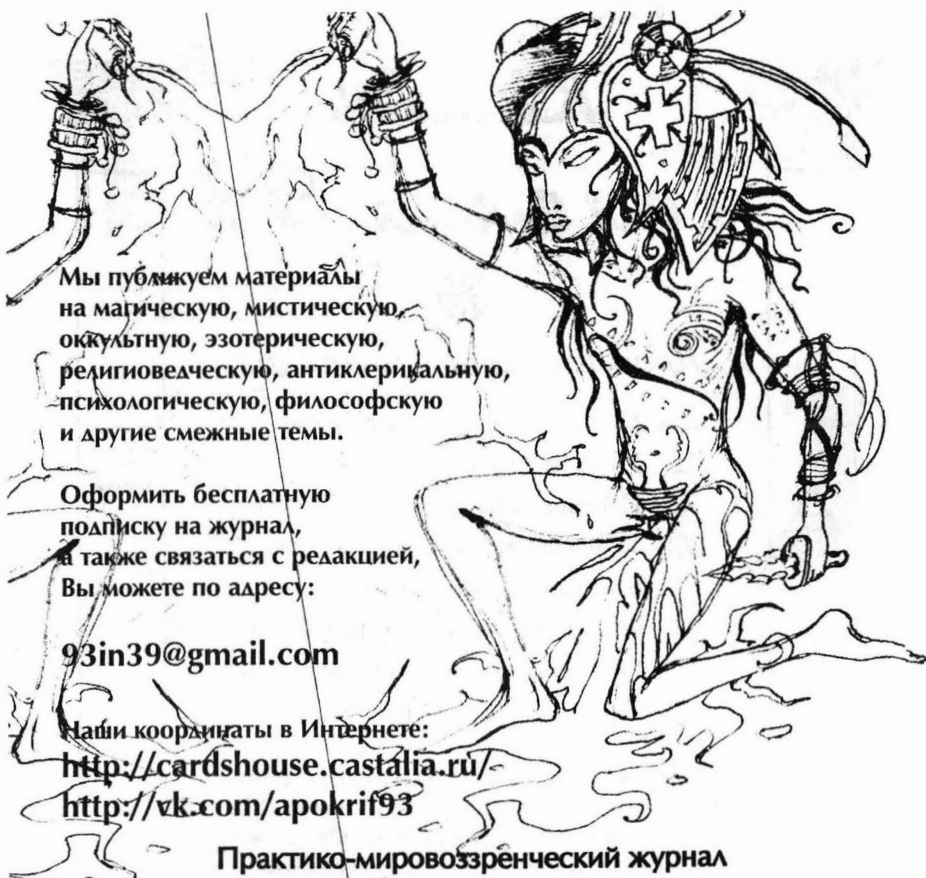 Мы публикуем материалы
на магическую, мистическую,
оккультную, эзотерическую,
религиоведческую, антиклерикальную,
психологическую, философскую
и другие смежные темы.
Оформить бесплатную
подписку на журнал,
а также связаться с редакцией,
Вы можете по адресу:
93in39@gmail.com
Наши координаты в Интернете:
http://cardshouse.castalia.ru/
http://vk.com/apokrif93
Практико-мировоззренческий журнал